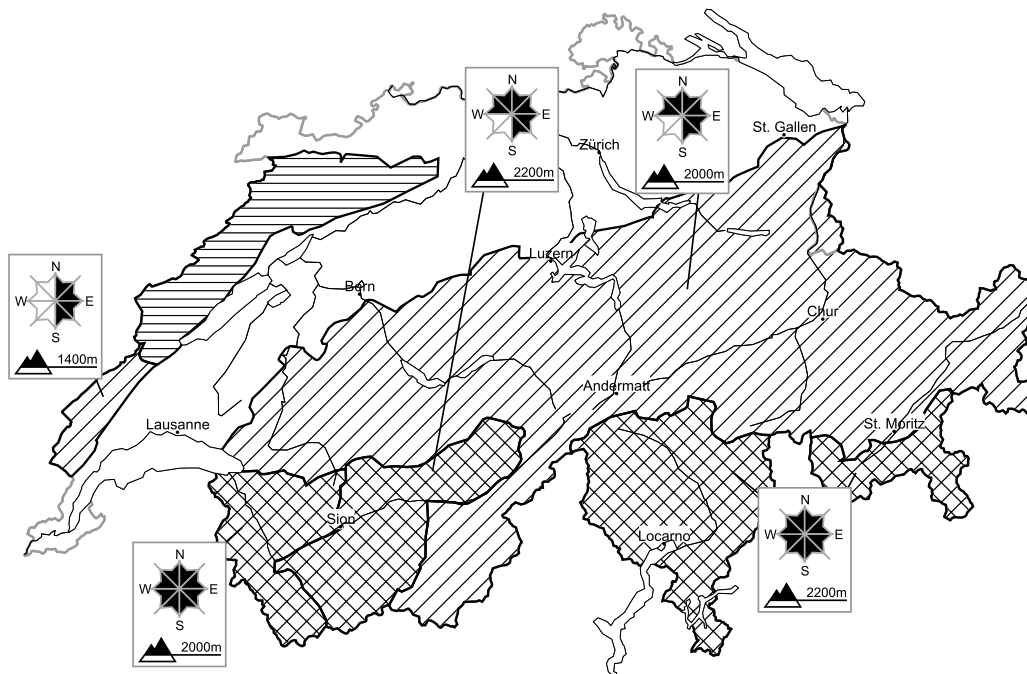 N
W E
S
2200m
N
W E
S
2000m
St. Gallen
Zürich
Luzern
N
W E
S
1400m
Bern
Chur
Andermatt
Lausanne
St. Moritz
Sion
Locarno
N
W E
S
2200m
N
W E
S
2000m